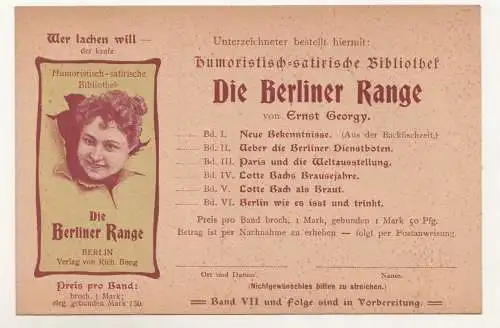 Wer lachen will —
der kaufe
Humoristisch-satirische
Bibliothek
Die
Berliner Range
BERLIN
Verlag von Rich. Bong
Preis pro Band:
broch. 1 Mark;
eleg. gebunden Mark 1.50.
Unterzeichneter bestellt hiermit:
Humoristisch-satirische Bibliothek
Die Berliner Range
von Ernst Georgy.
Bd. I. Neue Bekenntnisse. (Aus der Backfischzeit.)
Bd. II. Ueber die Berliner Dienstboten.
Bd. III. Paris und die Weltausstellung.
Bd. IV. Lotte Bachs Brausejahre.
Bd. V. Lotte Bach als Braut.
Bd. VI. Berlin wie es isst und trinkt.
Preis pro Band broch. 1 Mark, gebunden 1 Mark 50 Pfg.
Betrag ist per Nachnahme zu erheben — folgt per Postanweisung.
Ort und Datum. Name.
(Nichtgewünschtes bitten zu streichen.)
Band VII und Folge sind in Vorbereitung.